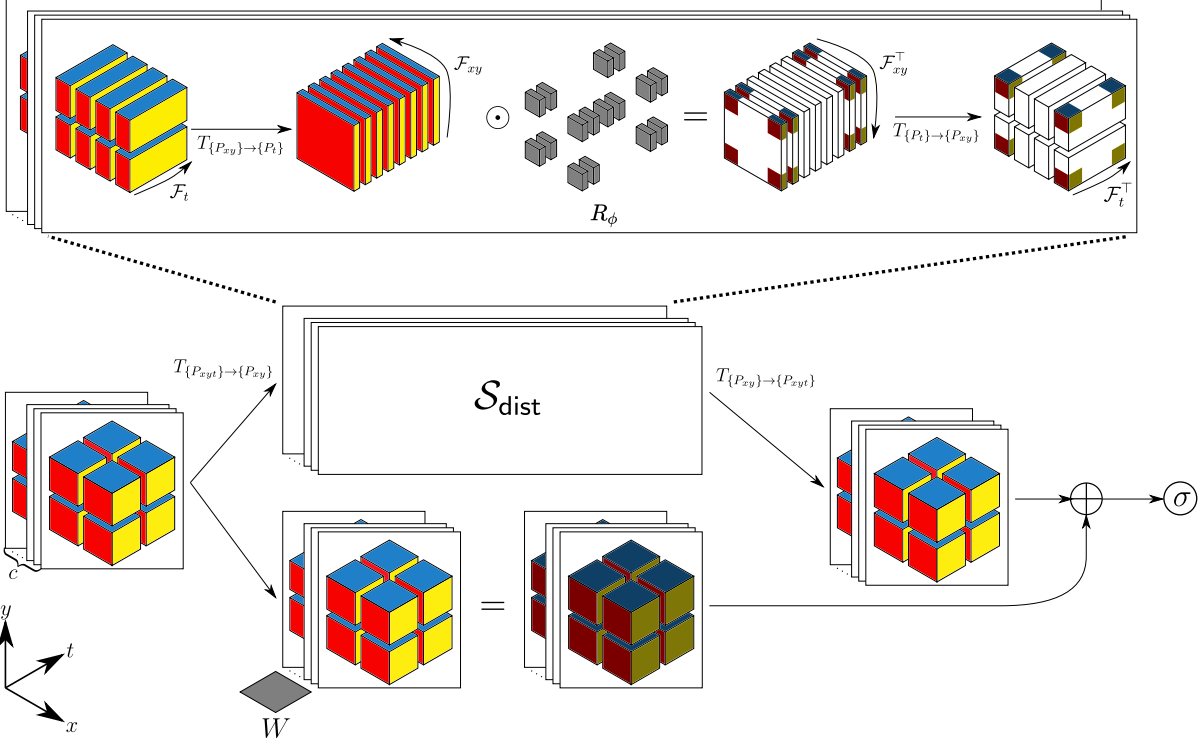 𝓕ₜ
T_{{P_{xy}}→{P_t}}
𝓕_{xy}
⊙
R_ϕ
=
𝓕_{xy}^⊤
T_{{P_t}→{P_{xy}}}
𝓕_t^⊤
T_{{P_{xyt}}→{P_{xy}}}
𝒮_dist
T_{{P_{xy}}→{P_{xyt}}}
c
W
=
⊕
σ
y
t
x